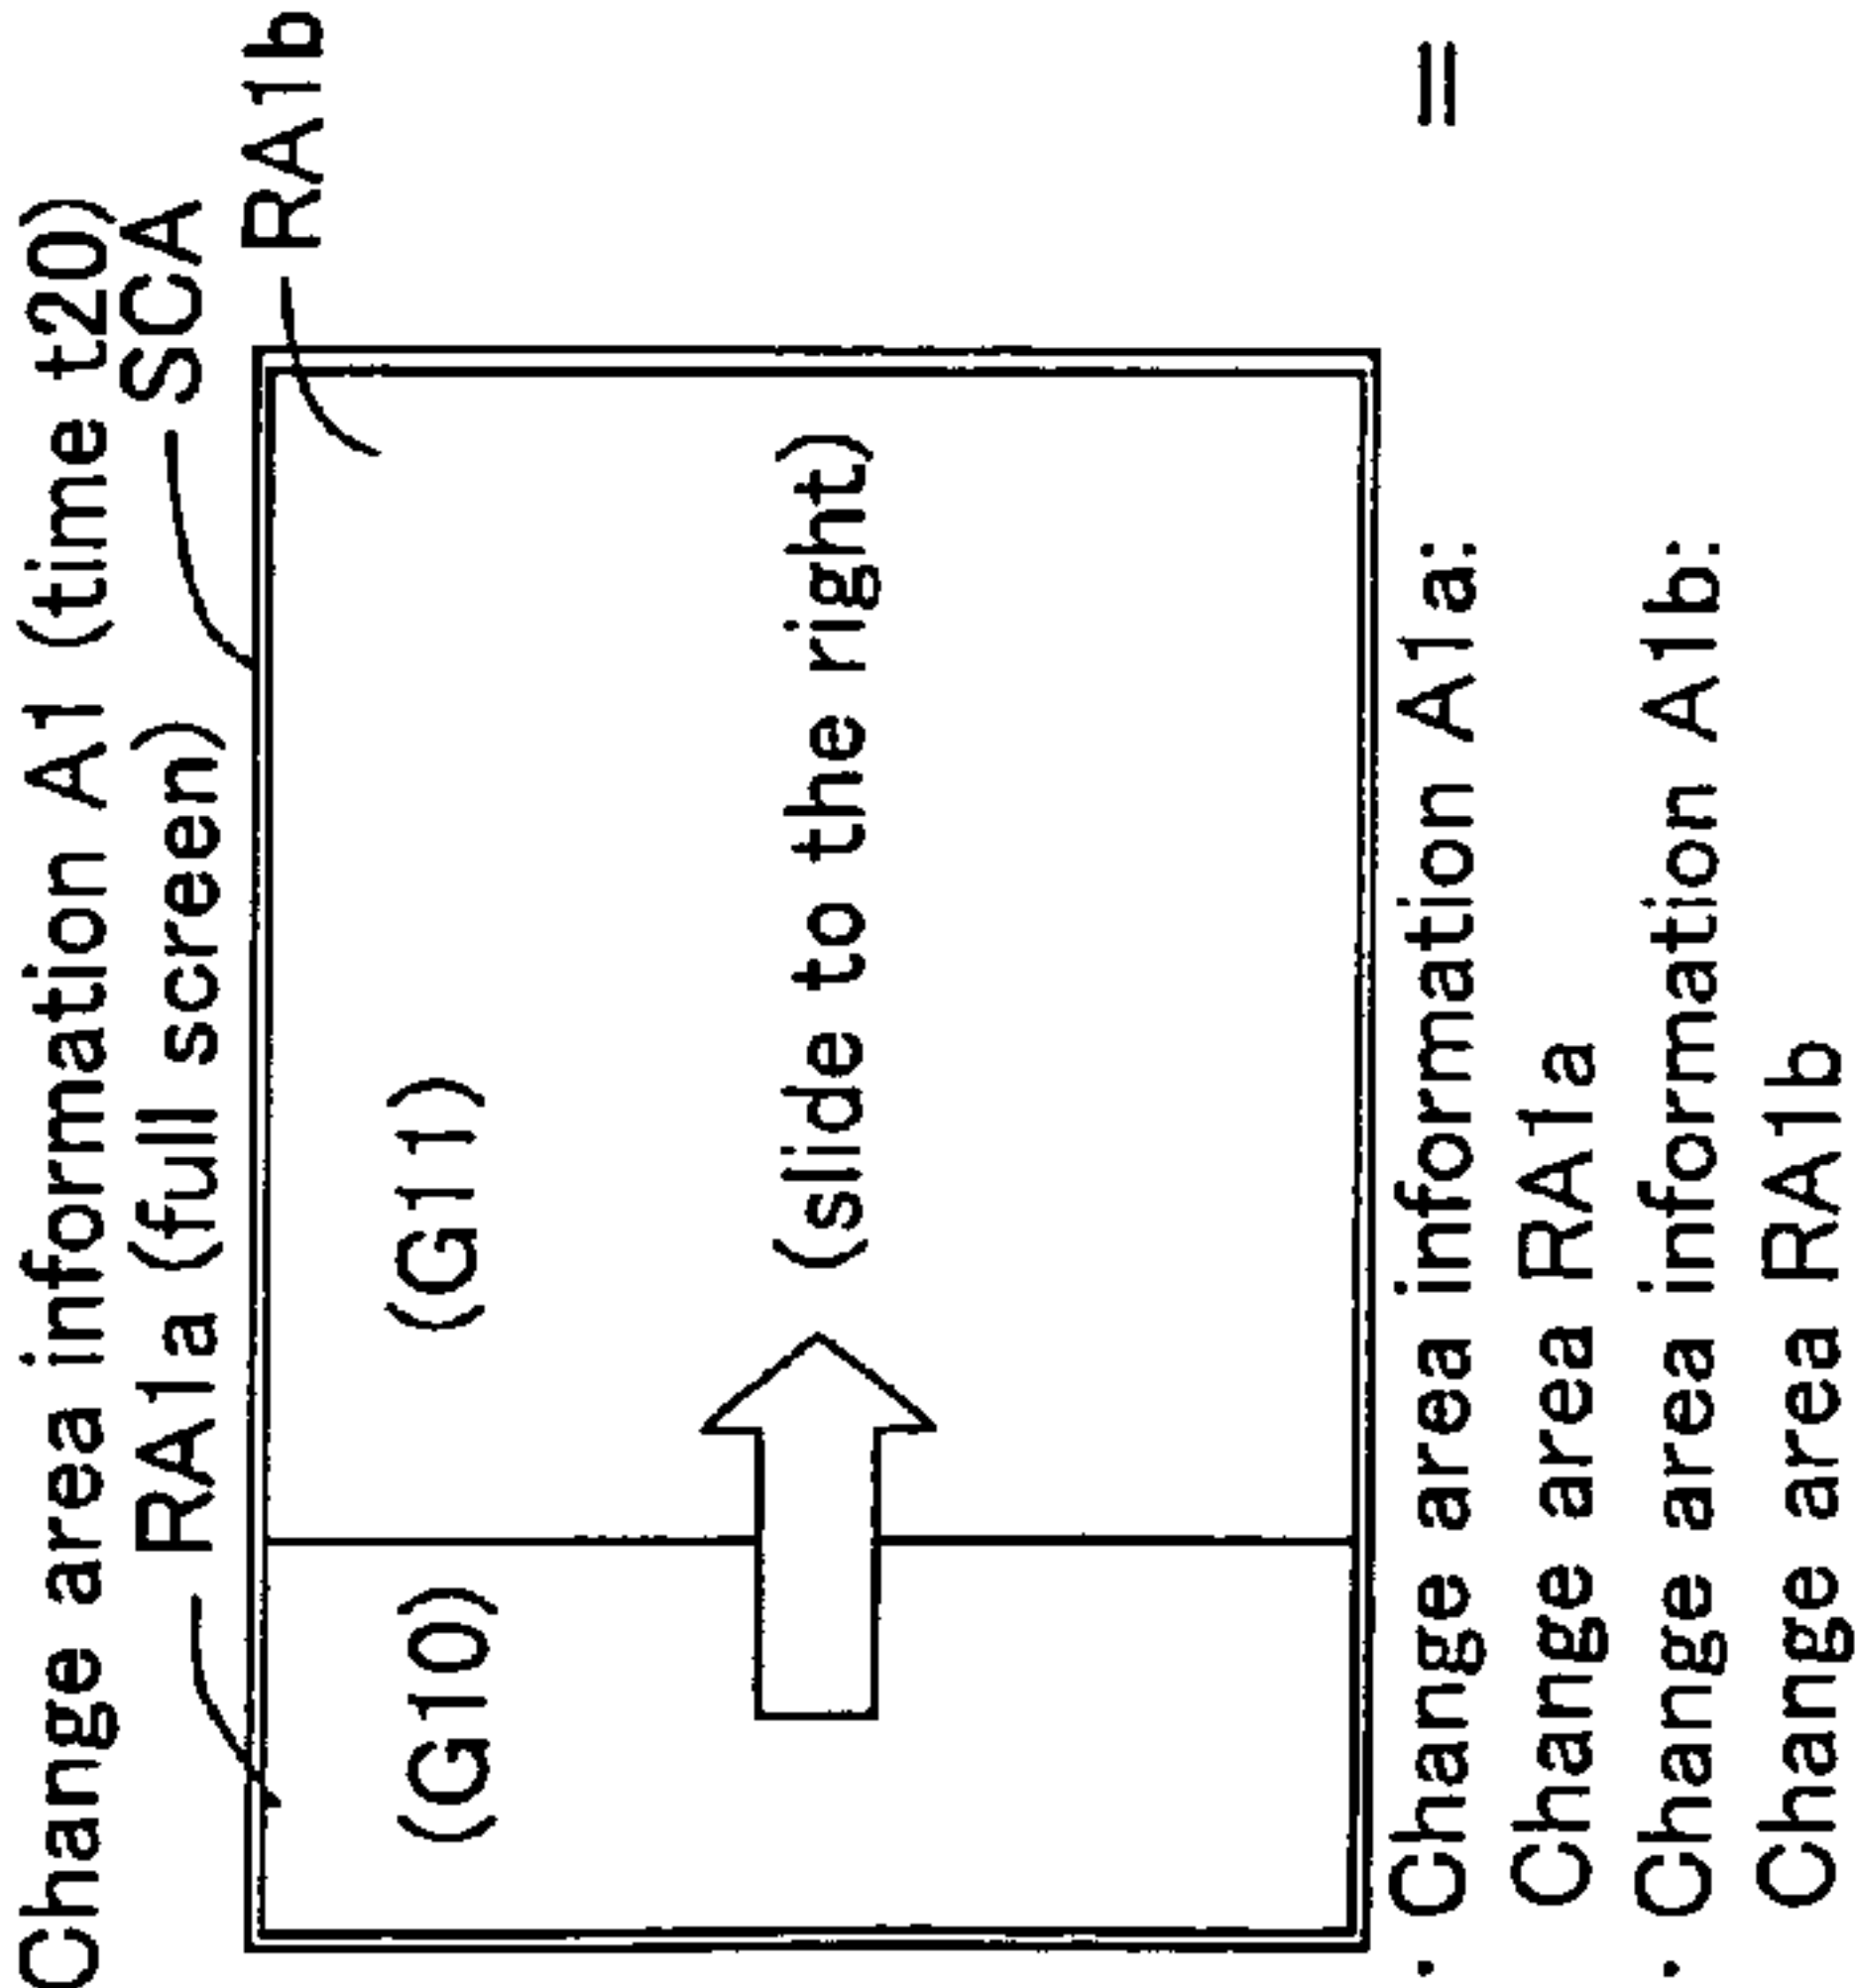 Change area information A1 (time t20)
RA1a (full screen)
SCA
RA1b
(G10)
(G11)
(slide to the right)
· Change area information A1a:
Change area RA1a
=
· Change area information A1b:
Change area RA1b